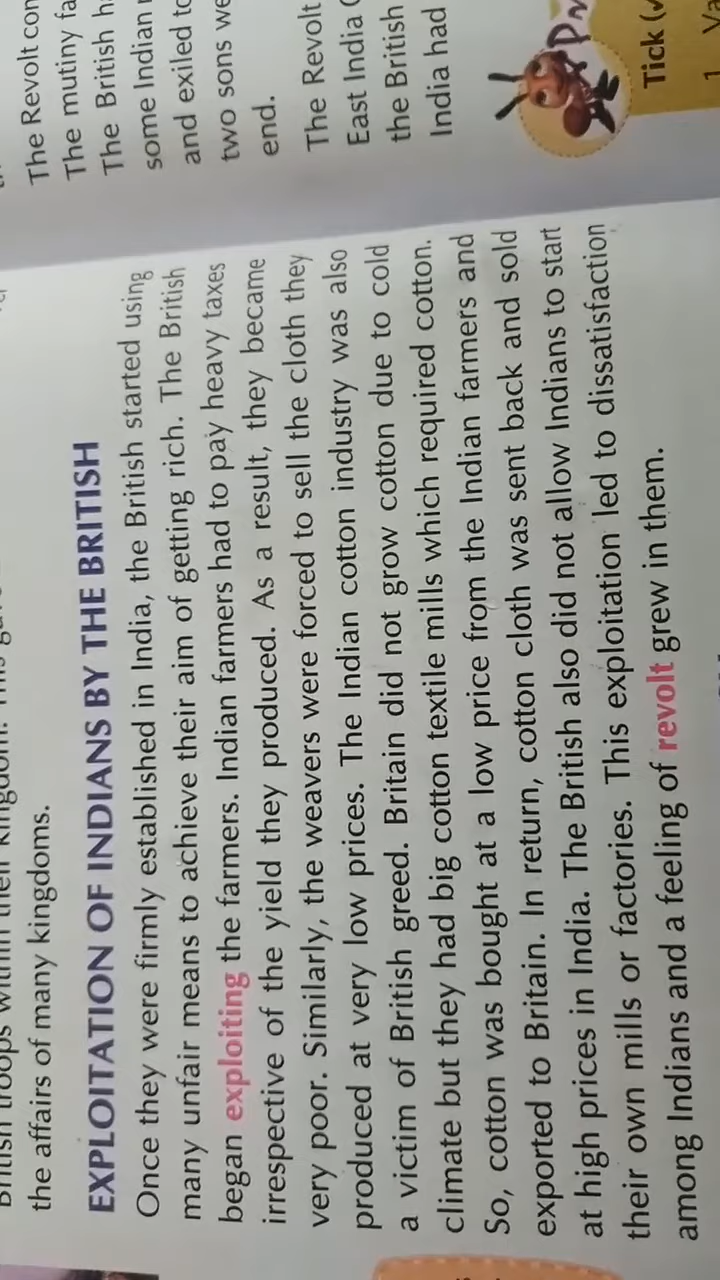 the affairs of many kingdoms.
EXPLOITATION OF INDIANS BY THE BRITISH
Once they were firmly established in India, the British started using
many unfair means to achieve their aim of getting rich. The British
began exploiting the farmers. Indian farmers had to pay heavy taxes
irrespective of the yield they produced. As a result, they became
very poor. Similarly, the weavers were forced to sell the cloth they
produced at very low prices. The Indian cotton industry was also
a victim of British greed. Britain did not grow cotton due to cold
climate but they had big cotton textile mills which required cotton.
So, cotton was bought at a low price from the Indian farmers and
exported to Britain. In return, cotton cloth was sent back and sold
at high prices in India. The British also did not allow Indians to start
their own mills or factories. This exploitation led to dissatisfaction
among Indians and a feeling of revolt grew in them.
The Revolt con
The mutiny fa
The British h
some Indian
and exiled to
two sons we
end.
The Revolt
East India
the British
India had
Tick (✓